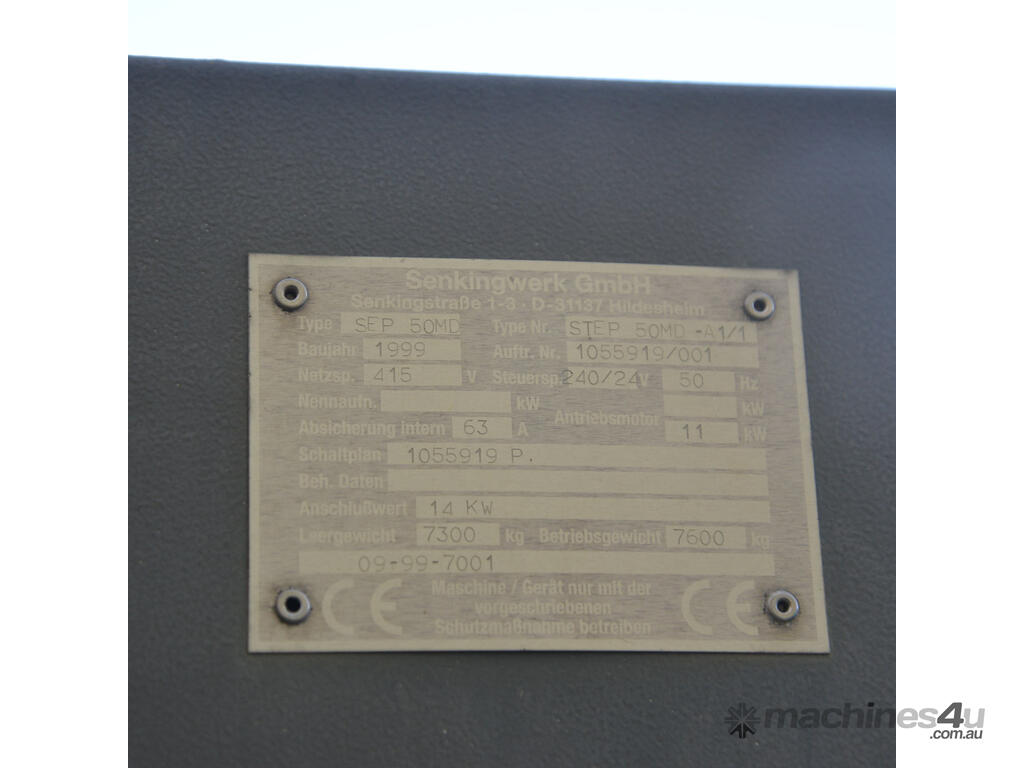 Senkingwerk GmbH
Senkingstraße 1-3 · D-31137 Hildesheim
Type SEP 50MD Type Nr. STEP 50MD-A1/1
Baujahr 1999 Auftr. Nr. 1055919/001
Netzsp. 415 V Steuersp. 240/24 V 50 Hz
Nennaufn. kW Antriebsmotor kW
Absicherung intern 63 A 11 kW
Schaltplan 1055919 P.
Beh. Daten
Anschlußwert 14 KW
Leergewicht 7300 kg Betriebsgewicht 7600 kg
09-99-7001
CE Maschine / Gerät nur mit der CE
vorgeschriebenen
Schutzmaßnahme betreiben
machines4u
.com.au